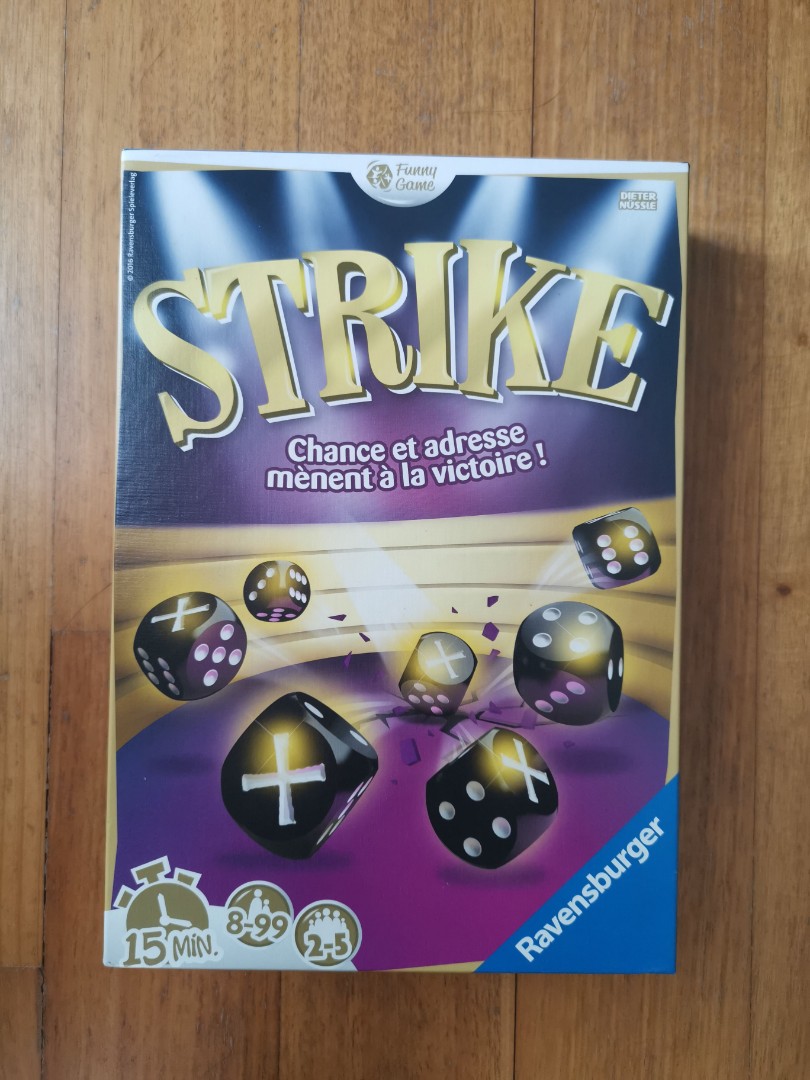 Funny
Game
DIETER
NÜSSLE
© 2016 Ravensburger Spieleverlag
STRIKE
Chance et adresse
mènent à la victoire !
15 MIN.
8-99
2-5
Ravensburger